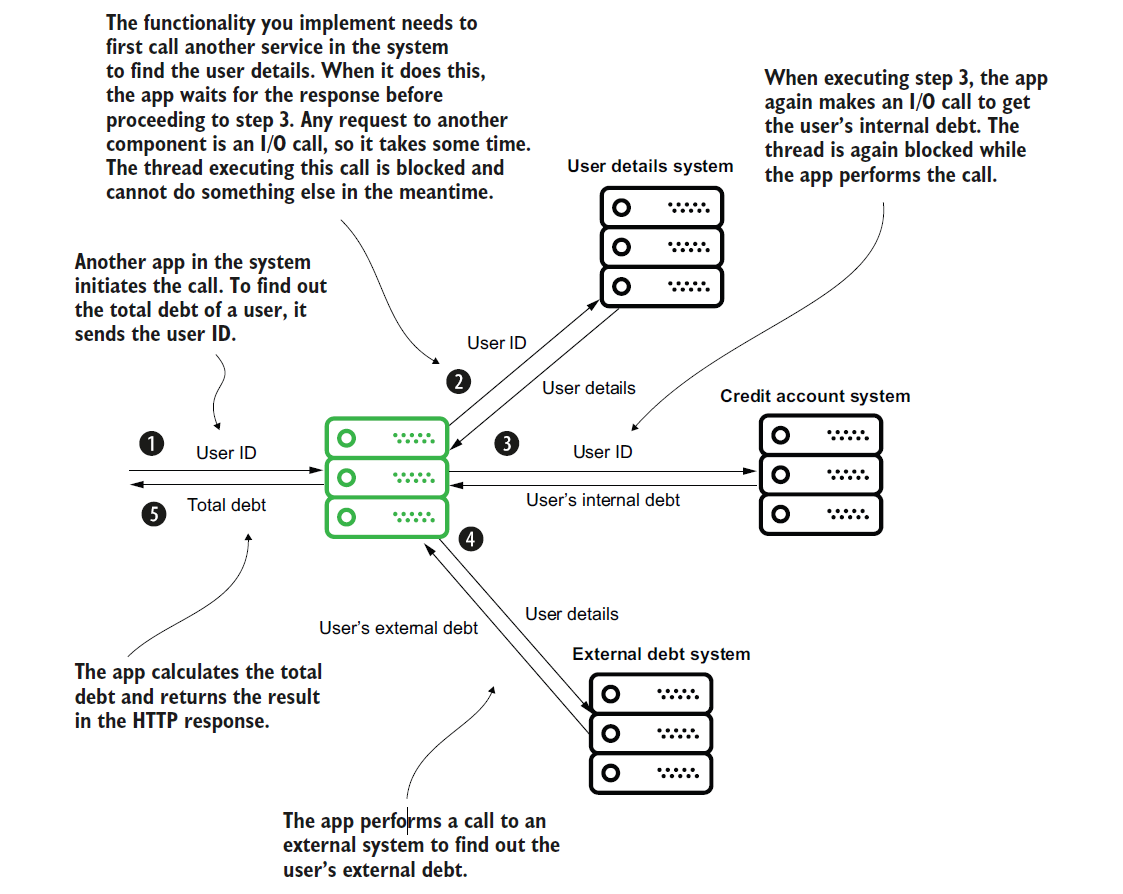 The functionality you implement needs to
first call another service in the system
to find the user details. When it does this,
the app waits for the response before
proceeding to step 3. Any request to another
component is an I/O call, so it takes some time.
The thread executing this call is blocked and
cannot do something else in the meantime.
When executing step 3, the app
again makes an I/O call to get
the user’s internal debt. The
thread is again blocked while
the app performs the call.
User details system
Another app in the system
initiates the call. To find out
the total debt of a user, it
sends the user ID.
User ID
2
User details
Credit account system
1
User ID
3
User ID
User’s internal debt
5
Total debt
4
User details
User’s external debt
External debt system
The app calculates the total
debt and returns the result
in the HTTP response.
The app performs a call to an
external system to find out the
user’s external debt.